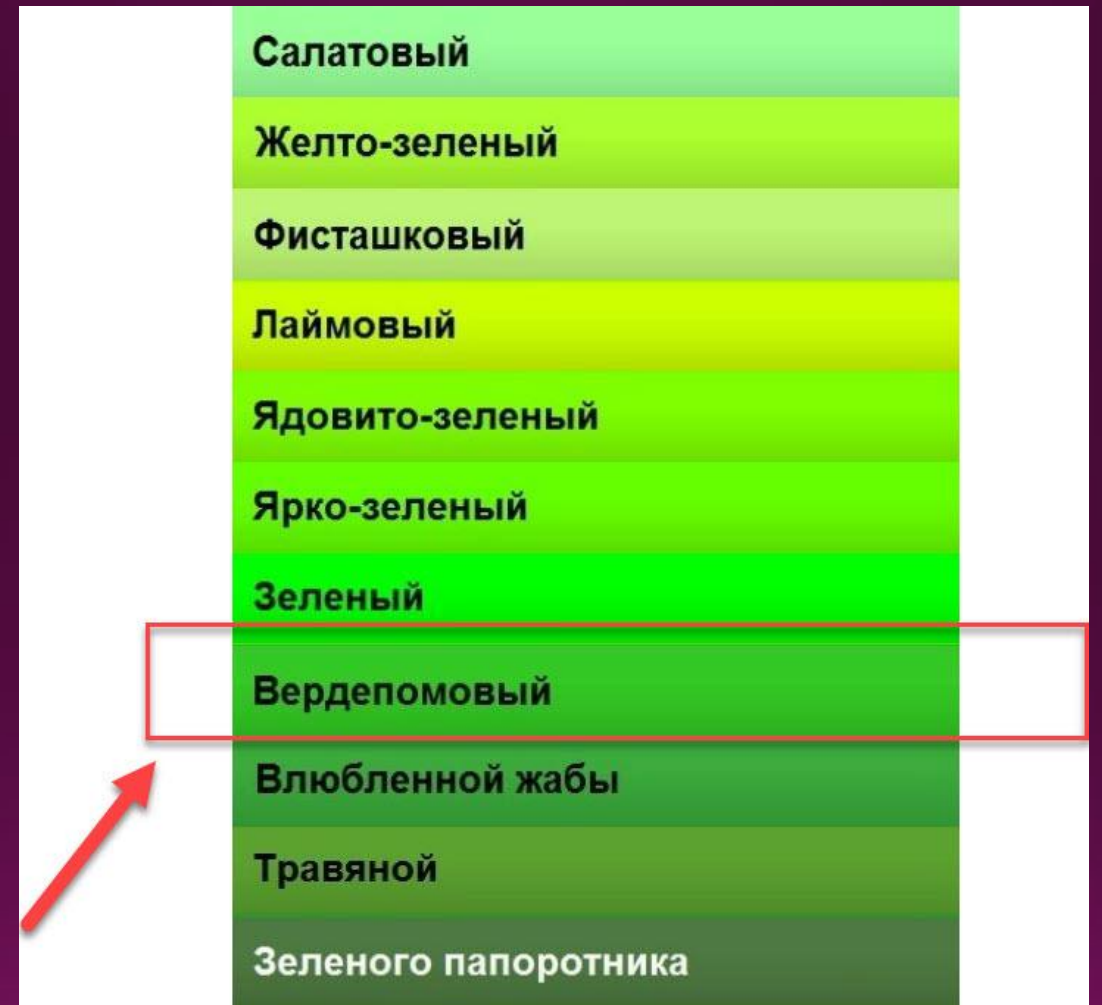 Салатовый
Желто-зеленый
Фисташковый
Лаймовый
Ядовито-зеленый
Ярко-зеленый
Зеленый
Вердепомовый
Влюбленной жабы
Травяной
Зеленого папоротника